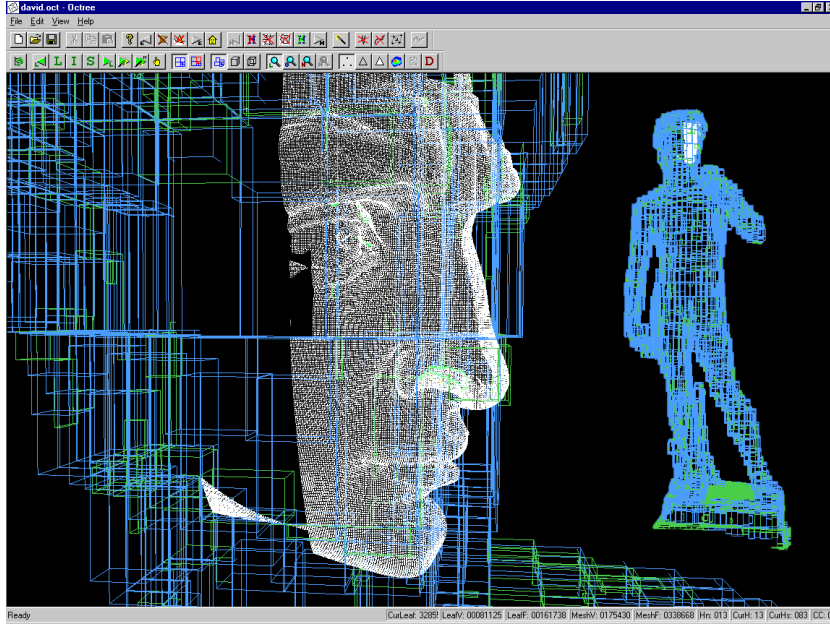 david.oct - Octree
File Edit View Help
L I S D
Ready CurLeaf: 3285 LeafV: 00081125 LeafF: 00161738 MeshV: 0175430 MeshF: 0338668 Hn: 013 CurH: 13 CurHs: 083 CC: